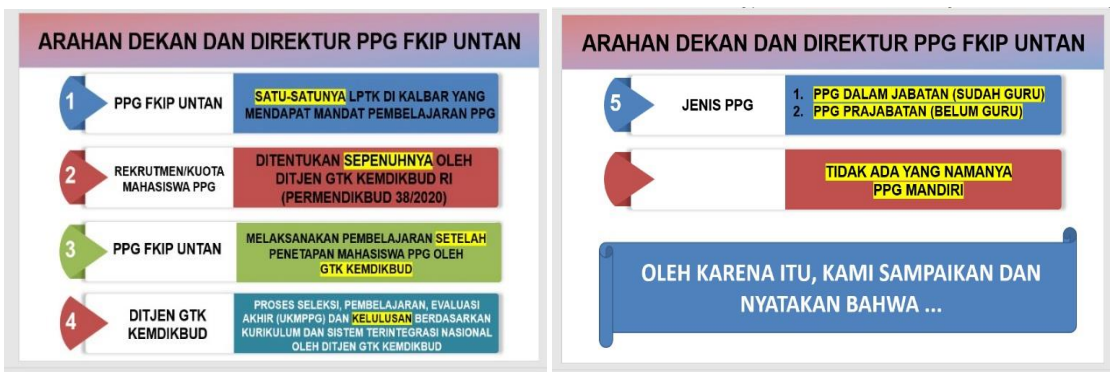 ARAHAN DEKAN DAN DIREKTUR PPG FKIP UNTAN
1
PPG FKIP UNTAN
SATU-SATUNYA LPTK DI KALBAR YANG
MENDAPAT MANDAT PEMBELAJARAN PPG
2
REKRUTMEN/KUOTA
MAHASISWA PPG
DITENTUKAN SEPENUHNYA OLEH
DITJEN GTK KEMDIKBUD RI
(PERMENDIKBUD 38/2020)
3
PPG FKIP UNTAN
MELAKSANAKAN PEMBELAJARAN SETELAH
PENETAPAN MAHASISWA PPG OLEH
GTK KEMDIKBUD
4
DITJEN GTK
KEMDIKBUD
PROSES SELEKSI, PEMBELAJARAN, EVALUASI
AKHIR (UKMPPG) DAN KELULUSAN BERDASARKAN
KURIKULUM DAN SISTEM TERINTEGRASI NASIONAL
OLEH DITJEN GTK KEMDIKBUD
ARAHAN DEKAN DAN DIREKTUR PPG FKIP UNTAN
5
JENIS PPG
1. PPG DALAM JABATAN (SUDAH GURU)
2. PPG PRAJABATAN (BELUM GURU)
TIDAK ADA YANG NAMANYA
PPG MANDIRI
OLEH KARENA ITU, KAMI SAMPAIKAN DAN
NYATAKAN BAHWA ...